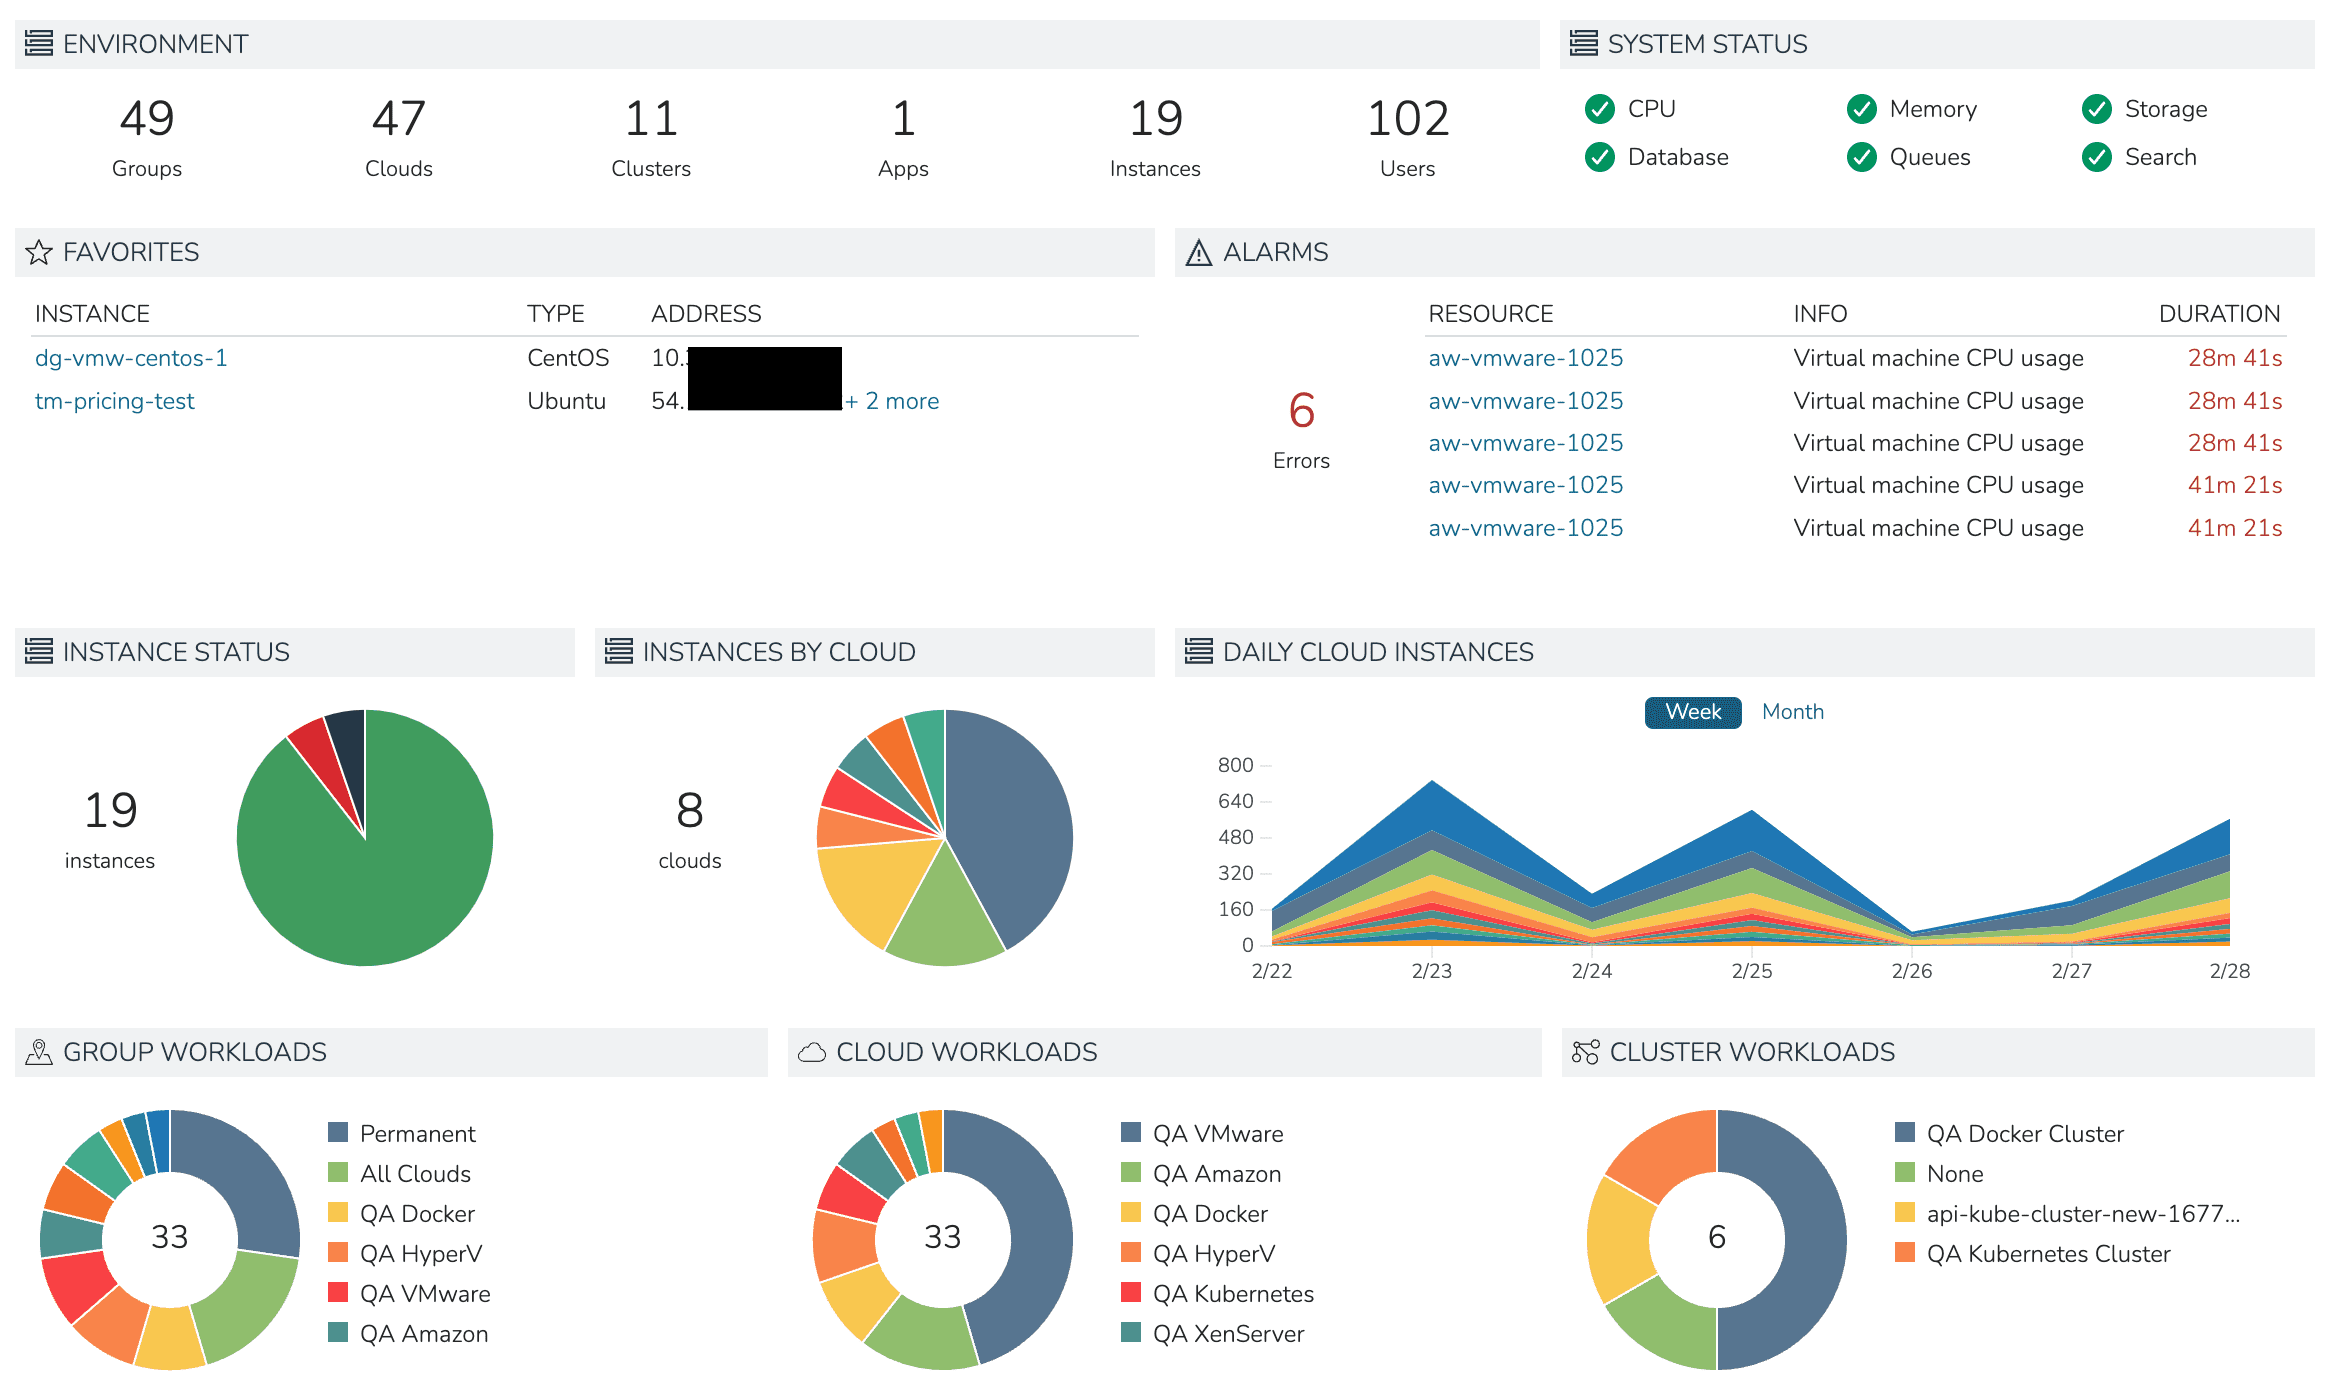 ENVIRONMENT
49 47 11 1 19 102
Groups Clouds Clusters Apps Instances Users
SYSTEM STATUS
CPU Memory Storage
Database Queues Search
FAVORITES
INSTANCE TYPE ADDRESS
dg-vmw-centos-1 CentOS 10.
tm-pricing-test Ubuntu 54. + 2 more
ALARMS
6
Errors
RESOURCE INFO DURATION
aw-vmware-1025 Virtual machine CPU usage 28m 41s
aw-vmware-1025 Virtual machine CPU usage 28m 41s
aw-vmware-1025 Virtual machine CPU usage 28m 41s
aw-vmware-1025 Virtual machine CPU usage 41m 21s
aw-vmware-1025 Virtual machine CPU usage 41m 21s
INSTANCE STATUS
19
instances
INSTANCES BY CLOUD
8
clouds
DAILY CLOUD INSTANCES
Week Month
800
640
480
320
160
0
2/22 2/23 2/24 2/25 2/26 2/27 2/28
GROUP WORKLOADS
33
Permanent
All Clouds
QA Docker
QA HyperV
QA VMware
QA Amazon
CLOUD WORKLOADS
33
QA VMware
QA Amazon
QA Docker
QA HyperV
QA Kubernetes
QA XenServer
CLUSTER WORKLOADS
6
QA Docker Cluster
None
api-kube-cluster-new-1677...
QA Kubernetes Cluster